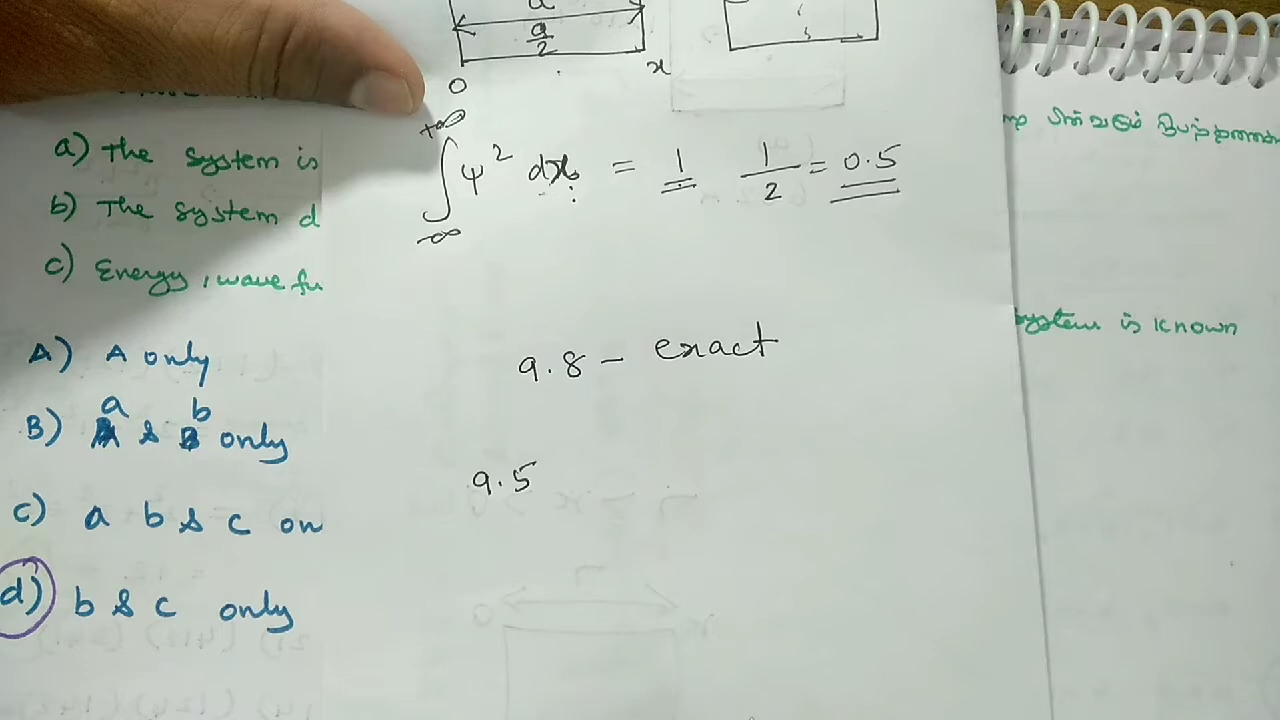 a
a/2
0
x
+∞
∫ ψ² dx = 1 1/2 = 0.5
-∞
a) The system is
b) The system d
c) Energy, wave fu
system is known
A) A only
9.8 - exact
a b
B) & only
9.5
c) a b & c on
d) b & c only